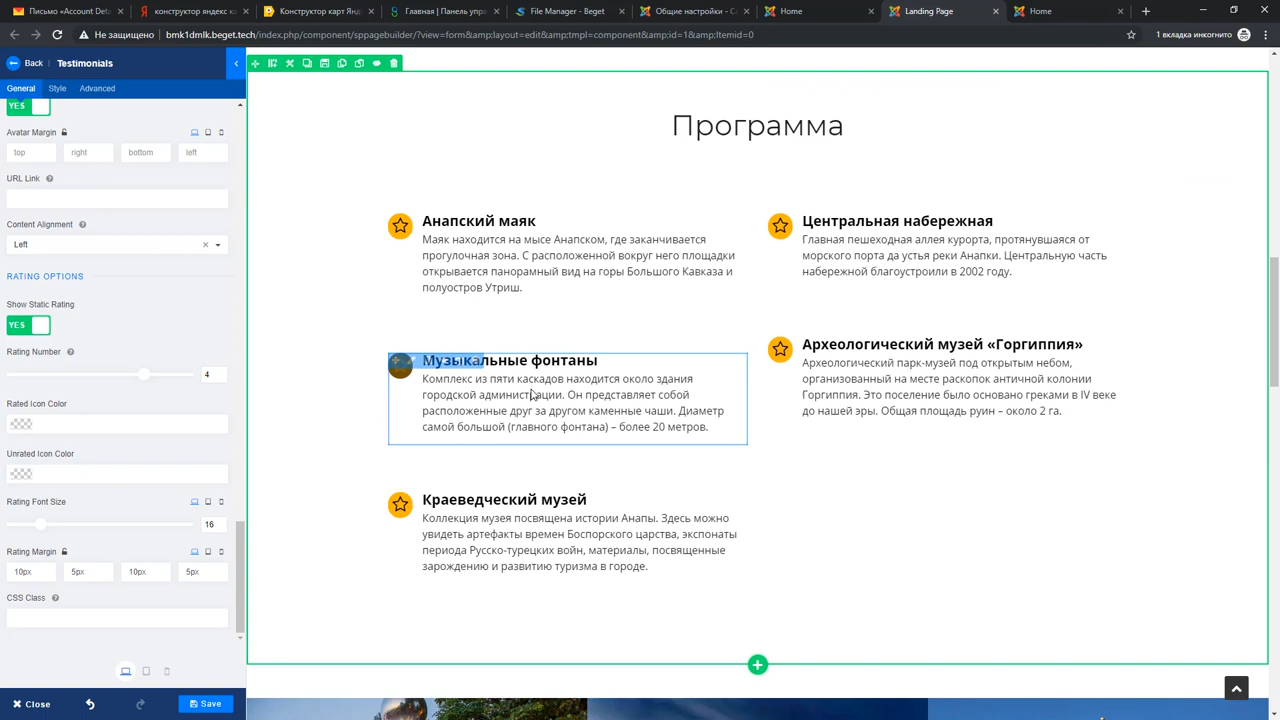 Письмо «Detaled Docu
конструктор карт Янд
Конструктор карт Янд
Search 1: Панель упр
File Manager - beget
Общие настройки - Са
Home
Landing Page
Home
Не защищено
bmk1dmlk.beget.tech/index.php/component/sppagebuilder/?view=form&amp;layout=edit&amp;tmpl=component&amp;id=1&amp;Itemid=0
1 вкладка инкогнито
Back
Testimonials
General
Style
Advanced
YES
Avatar Margin
top
right
bottom
left
URL Link
Content Alignment
Left
RATING OPTIONS
Show Static Rating
YES
Rating Number
4
Rated Icon Color
Unrated Icon Color
Rating Font Size
16
Rating Margin
10px
5px
10px
5px
CSS Class
Close
Save
Программа
Анапский маяк
Маяк находится на мысе Анапском, где заканчивается
прогулочная зона. С расположенной вокруг него площадки
открывается панорамный вид на горы Большого Кавказа и
полуостров Утриш.
Музыкальные фонтаны
Комплекс из пяти каскадов находится около здания
городской администрации. Он представляет собой
расположенные друг за другом каменные чаши. Диаметр
самой большой (главного фонтана) – более 20 метров.
Краеведческий музей
Коллекция музея посвящена истории Анапы. Здесь можно
увидеть артефакты времен Боспорского царства, экспонаты
периода Русско-турецких войн, материалы, посвященные
зарождению и развитию туризма в городе.
Центральная набережная
Главная пешеходная аллея курорта, протянувшаяся от
морского порта да устья реки Анапки. Центральную часть
набережной благоустроили в 2002 году.
Археологический музей «Горгиппия»
Археологический парк-музей под открытым небом,
организованный на месте раскопок античной колонии
Горгиппия. Это поселение было основано греками в IV веке
до нашей эры. Общая площадь руин – около 2 га.